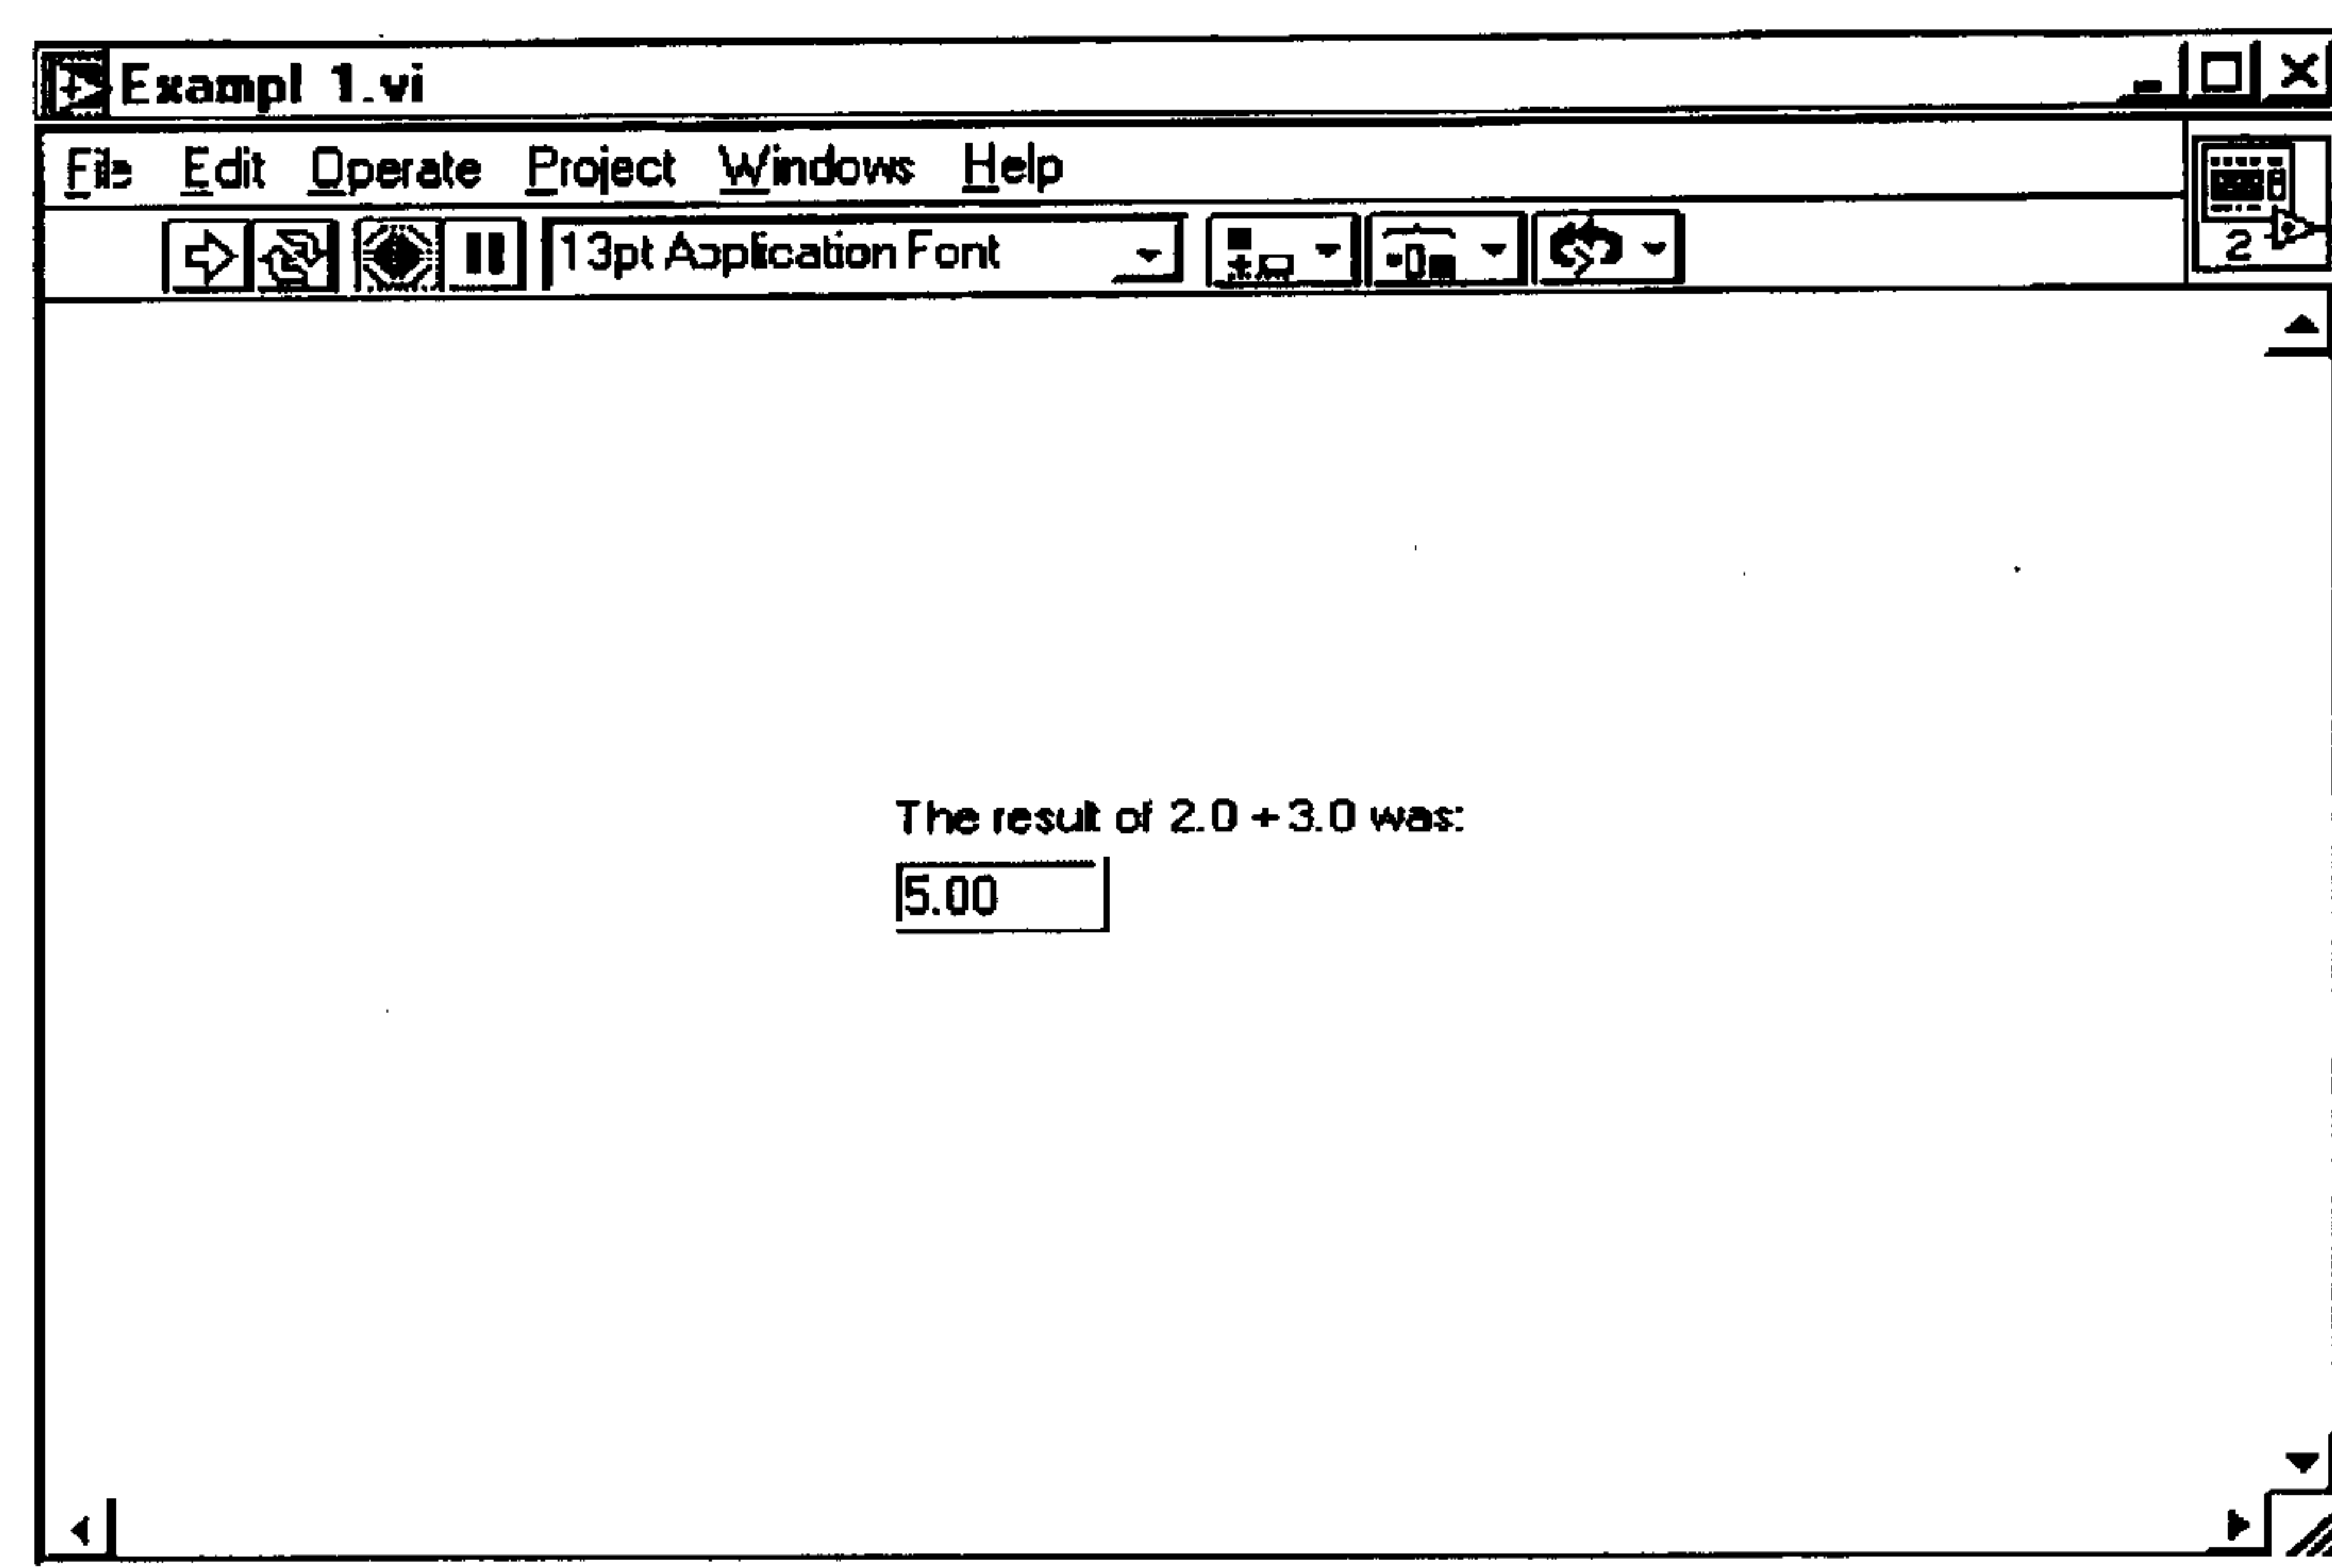 Exampl 1.vi
File Edit Operate Project Windows Help
13pt Application Font
2
The result of 2.0 + 3.0 was:
5.00